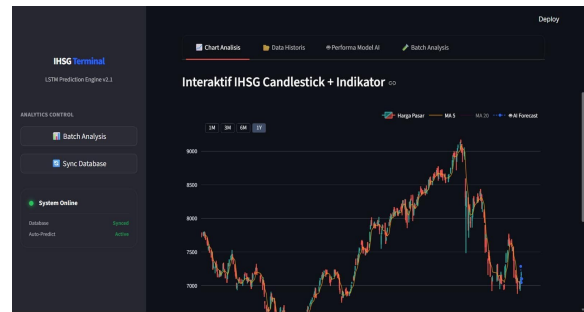 Deploy
IHSG Terminal
LSTM Prediction Engine v2.1
ANALYTICS CONTROL
Batch Analysis
Sync Database
System Online
Database Synced
Auto-Predict Active
Chart Analisis Data Historis Performa Model AI Batch Analysis
Interaktif IHSG Candlestick + Indikator
Harga Pasar MA 5 MA 20 AI Forecast
1M 3M 6M 1Y
9000
8500
8000
7500
7000